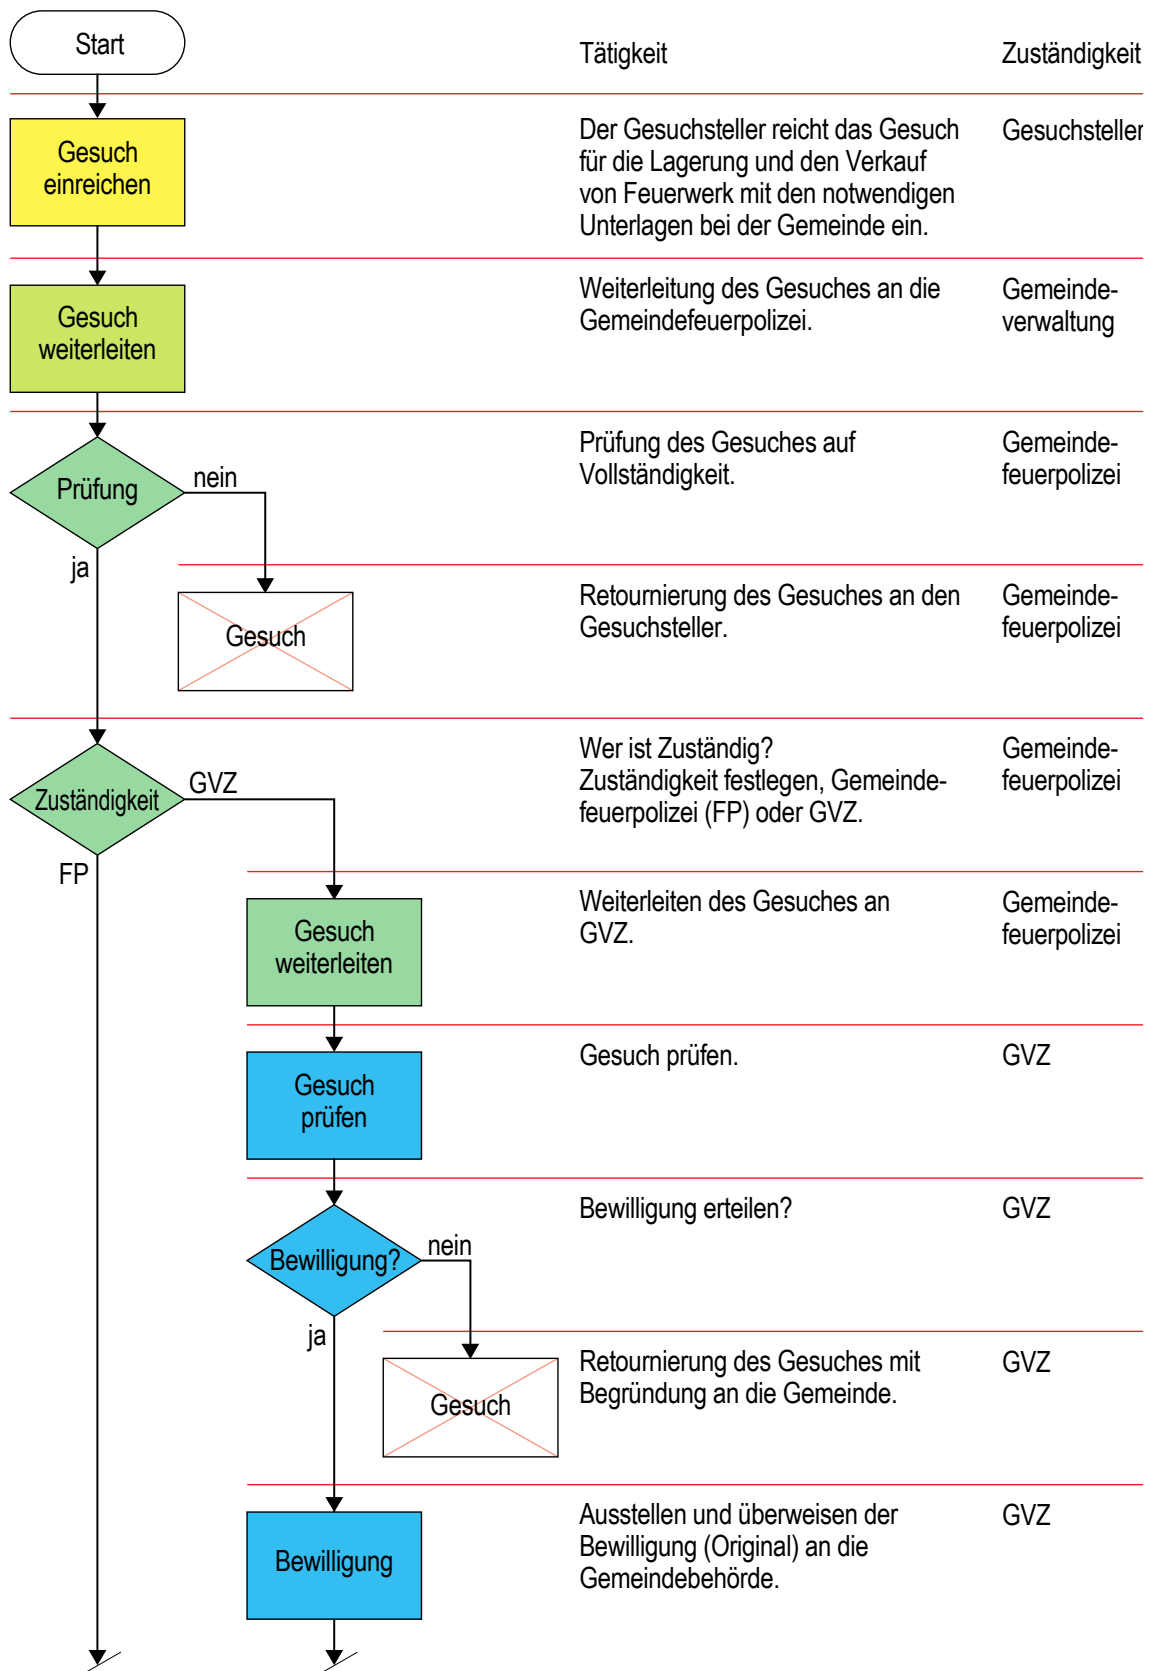 Start
Tätigkeit
Zuständigkeit
Gesuch
einreichen
Der Gesuchsteller reicht das Gesuch
für die Lagerung und den Verkauf
von Feuerwerk mit den notwendigen
Unterlagen bei der Gemeinde ein.
Gesuchsteller
Gesuch
weiterleiten
Weiterleitung des Gesuches an die
Gemeindefeuerpolizei.
Gemeinde-
verwaltung
Prüfung
nein
ja
Prüfung des Gesuches auf
Vollständigkeit.
Gemeinde-
feuerpolizei
Gesuch
Retournierung des Gesuches an den
Gesuchsteller.
Gemeinde-
feuerpolizei
Zuständigkeit
GVZ
FP
Wer ist Zuständig?
Zuständigkeit festlegen, Gemeinde-
feuerpolizei (FP) oder GVZ.
Gemeinde-
feuerpolizei
Gesuch
weiterleiten
Weiterleiten des Gesuches an
GVZ.
Gemeinde-
feuerpolizei
Gesuch
prüfen
Gesuch prüfen.
GVZ
Bewilligung?
nein
ja
Bewilligung erteilen?
GVZ
Gesuch
Retournierung des Gesuches mit
Begründung an die Gemeinde.
GVZ
Bewilligung
Ausstellen und überweisen der
Bewilligung (Original) an die
Gemeindebehörde.
GVZ